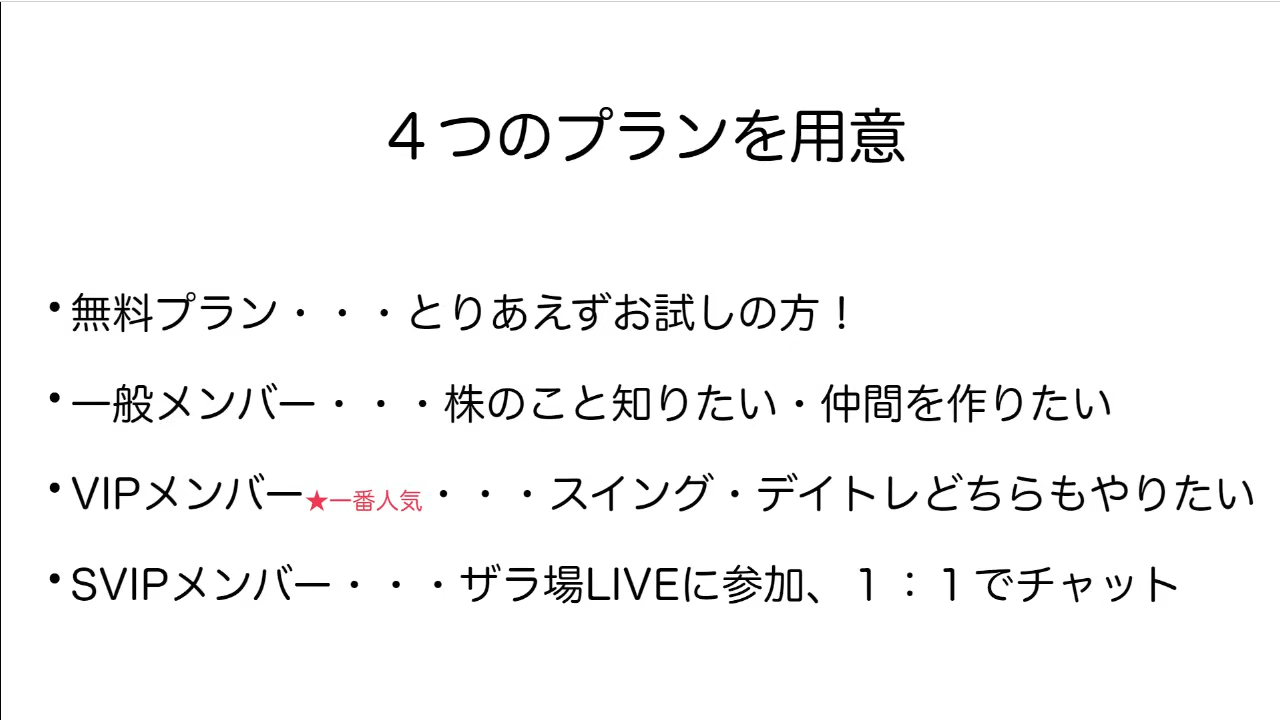 ４つのプランを用意
•無料プラン・・・とりあえずお試しの方！
•一般メンバー・・・株のこと知りたい・仲間を作りたい
•VIPメンバー★一番人気・・・スイング・デイトレどちらもやりたい
•SVIPメンバー・・・ザラ場LIVEに参加、１：１でチャット